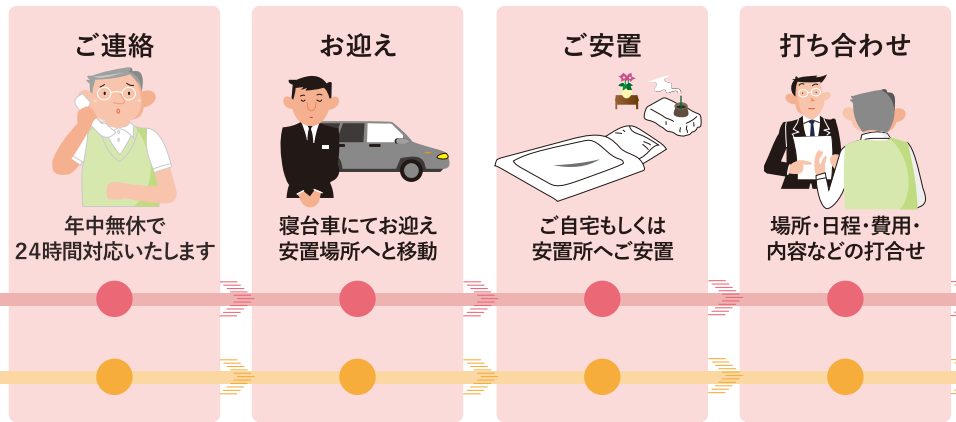 ご連絡
年中無休で
24時間対応いたします
お迎え
寝台車にてお迎え
安置場所へと移動
ご安置
ご自宅もしくは
安置所へご安置
打ち合わせ
場所・日程・費用・
内容などの打合せ